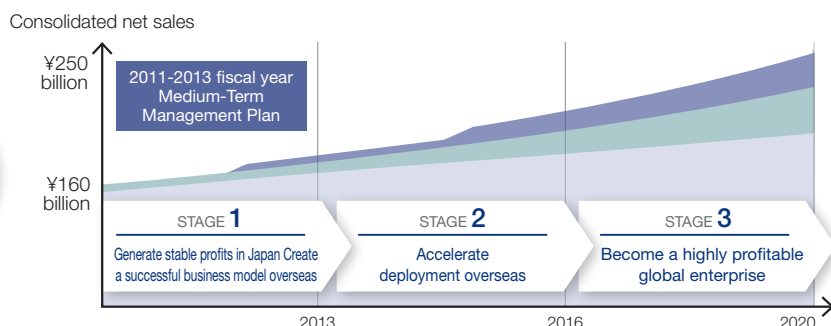 Consolidated net sales
¥250
billion
2011-2013 fiscal year
Medium-Term
Management Plan
¥160
billion
STAGE 1
Generate stable profits in Japan Create
a successful business model overseas
STAGE 2
Accelerate
deployment overseas
STAGE 3
Become a highly profitable
global enterprise
2013
2016
2020